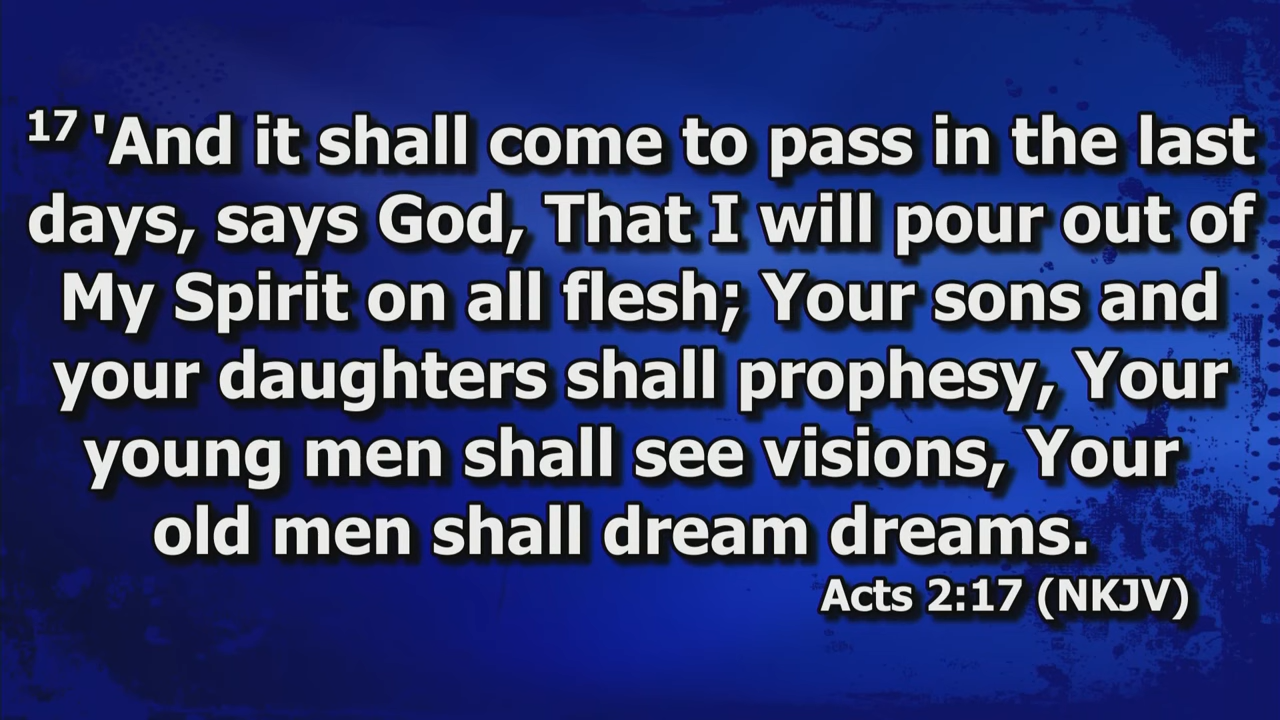 17 'And it shall come to pass in the last
days, says God, That I will pour out of
My Spirit on all flesh; Your sons and
your daughters shall prophesy, Your
young men shall see visions, Your
old men shall dream dreams.
Acts 2:17 (NKJV)